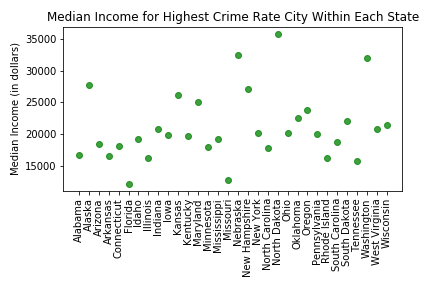 Median Income for Highest Crime Rate City Within Each State
Median Income (in dollars)
35000
30000
25000
20000
15000
Alabama
Alaska
Arizona
Arkansas
Connecticut
Florida
Idaho
Illinois
Indiana
Iowa
Kansas
Kentucky
Maryland
Minnesota
Mississippi
Missouri
Nebraska
New Hampshire
New York
North Carolina
North Dakota
Ohio
Oklahoma
Oregon
Pennsylvania
Rhode Island
South Carolina
South Dakota
Tennessee
Washington
West Virginia
Wisconsin